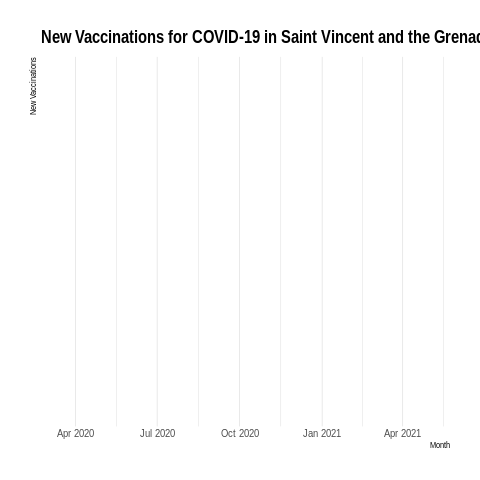 New Vaccinations for COVID-19 in Saint Vincent and the Grenad
New Vaccinations
Apr 2020 Jul 2020 Oct 2020 Jan 2021 Apr 2021
Month